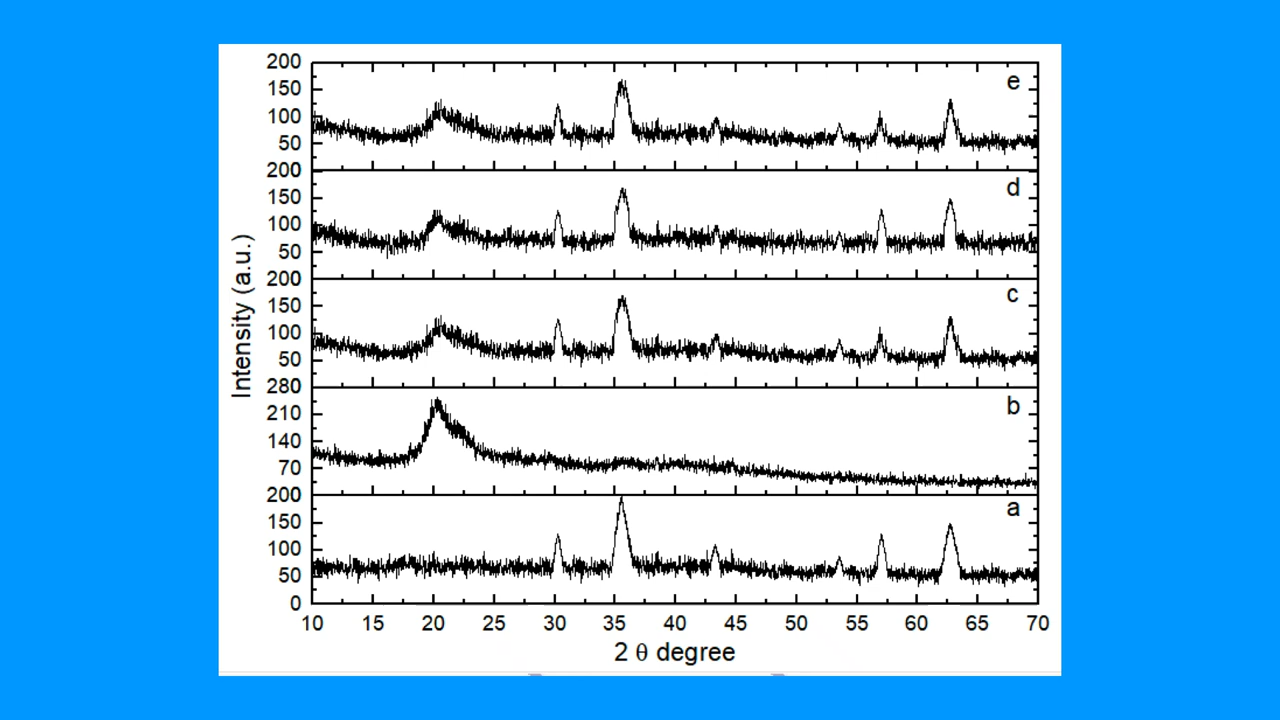 200
150
100
50
e
200
150
100
50
d
200
150
100
50
c
280
210
140
70
b
200
150
100
50
0
a
Intensity (a.u.)
10 15 20 25 30 35 40 45 50 55 60 65 70
2 θ degree